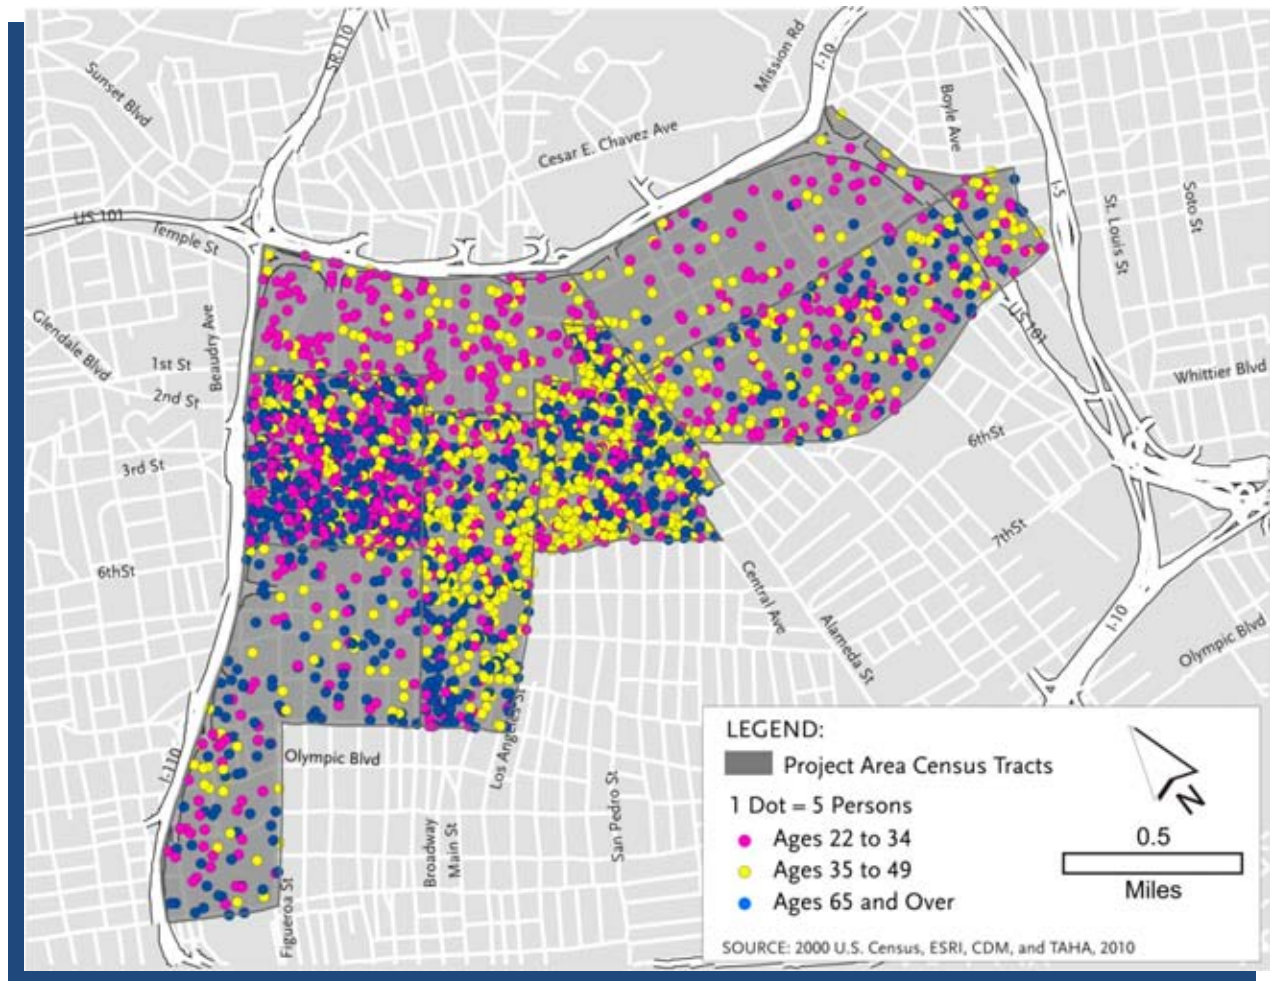 SR-110
Mission Rd
I-10
Sunset Blvd
Boyle Ave
Cesar E. Chavez Ave
I-5
St. Louis St
Soto St
US 101
Temple St
Glendale Blvd
Beaudry Ave
1st St
2nd St
US 101
Whittier Blvd
3rd St
6thSt
7thSt
6thSt
Central Ave
Alameda St
I-10
Olympic Blvd
I-110
Olympic Blvd
Los Angeles St
San Pedro St
Broadway
Main St
Figueroa St
LEGEND:
Project Area Census Tracts
1 Dot = 5 Persons
Ages 22 to 34
Ages 35 to 49
Ages 65 and Over
N
0.5
Miles
SOURCE: 2000 U.S. Census, ESRI, CDM, and TAHA, 2010